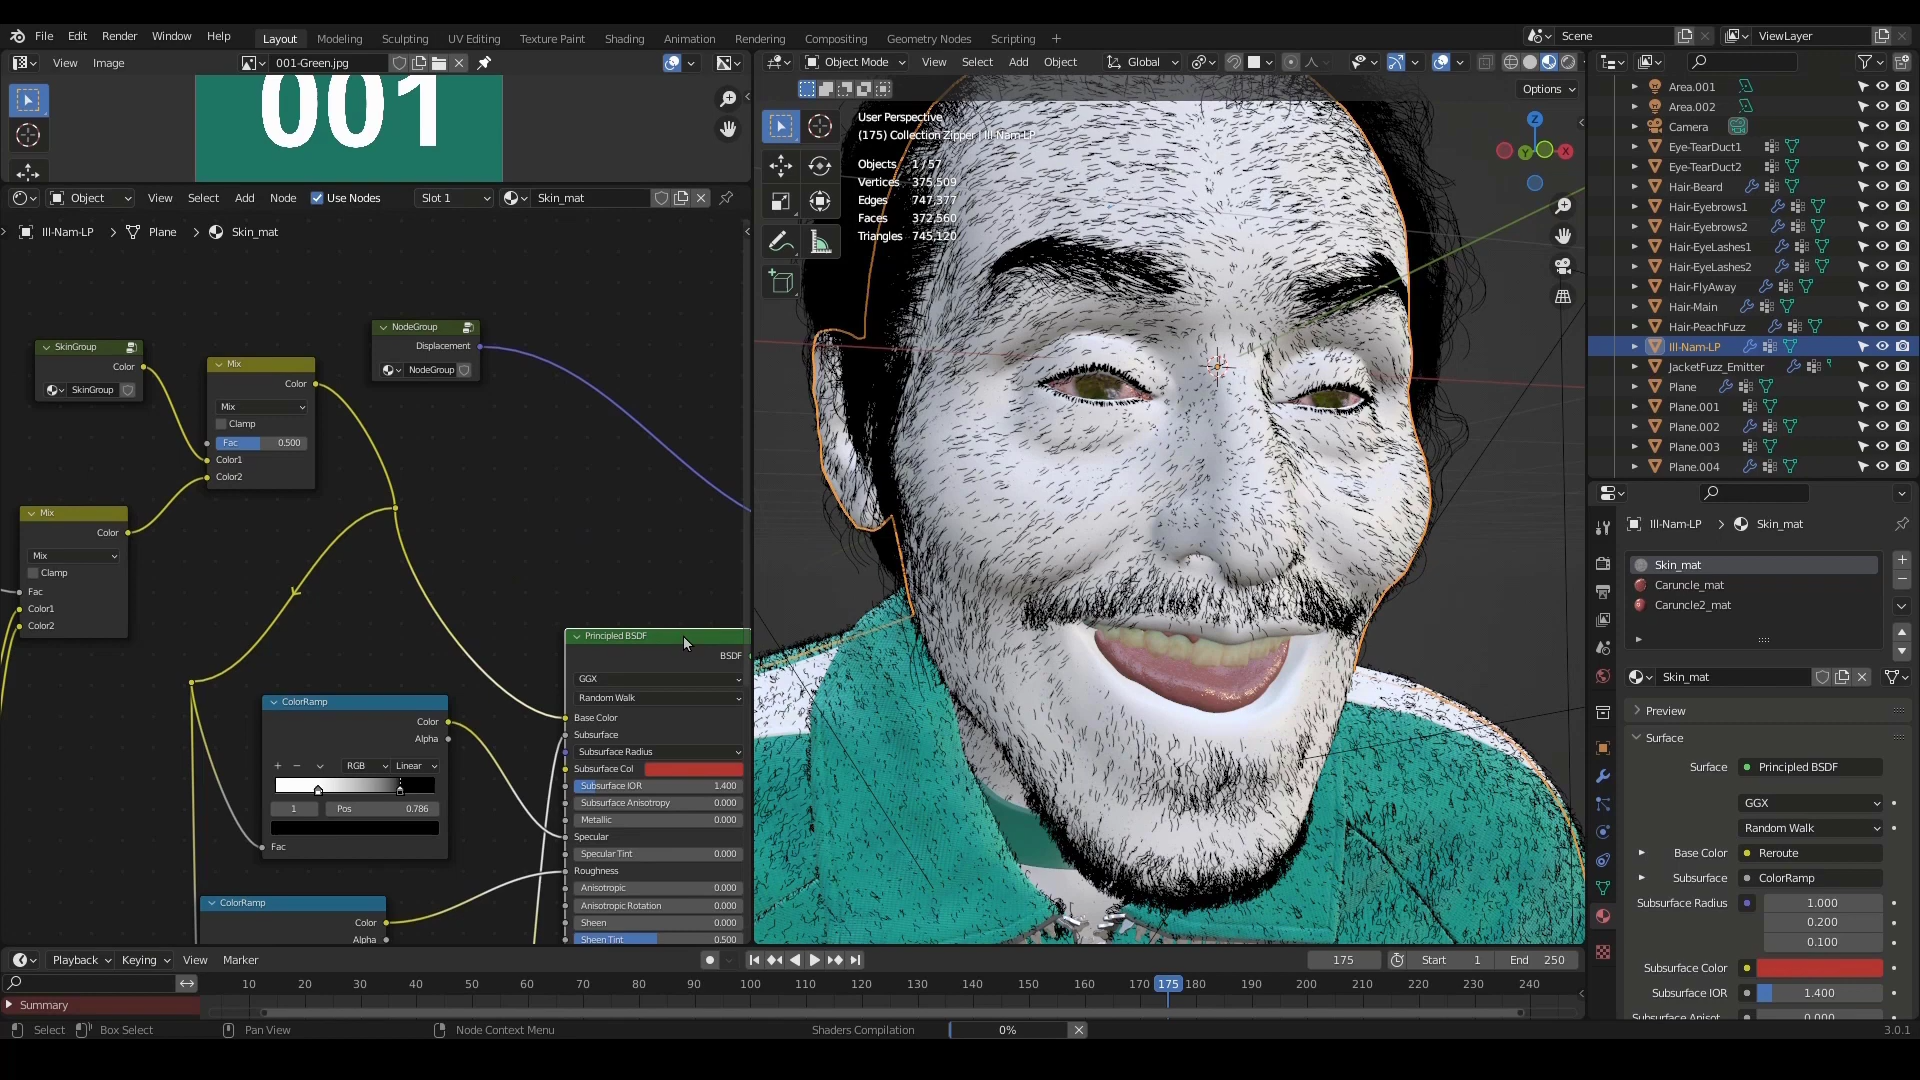 File Edit Render Window Help
Layout Modeling Sculpting UV Editing Texture Paint Shading Animation Rendering Compositing Geometry Nodes Scripting +
Scene ViewLayer
View Image 001-Green.jpg
001
Object View Select Add Node Use Nodes Slot 1 Skin_mat
Ill-Nam-LP > Plane > Skin_mat
SkinGroup
Color
SkinGroup
Mix
Color
Mix
Clamp
Fac 0.500
Color1
Color2
NodeGroup
Displacement
NodeGroup
Mix
Color
Mix
Clamp
Fac
Color1
Color2
ColorRamp
Color
Alpha
+ − RGB Linear
1 Pos 0.786
Fac
ColorRamp
Color
Alpha
Principled BSDF
BSDF
GGX
Random Walk
Base Color
Subsurface
Subsurface Radius
Subsurface Col
Subsurface IOR 1.400
Subsurface Anisotropy 0.000
Metallic 0.000
Specular
Specular Tint 0.000
Roughness
Anisotropic 0.000
Anisotropic Rotation 0.000
Sheen 0.000
Sheen Tint 0.500
Object Mode View Select Add Object Global
Options
User Perspective
(175) Collection Zipper | Ill-Nam-LP
Objects 1/57
Vertices 375,509
Edges 747,377
Faces 372,560
Triangles 745,120
Z
Y X
Area.001
Area.002
Camera
Eye-TearDuct1
Eye-TearDuct2
Hair-Beard
Hair-Eyebrows1
Hair-Eyebrows2
Hair-EyeLashes1
Hair-EyeLashes2
Hair-FlyAway
Hair-Main
Hair-PeachFuzz
Ill-Nam-LP
JacketFuzz_Emitter
Plane
Plane.001
Plane.002
Plane.003
Plane.004
Ill-Nam-LP > Skin_mat
Skin_mat
Caruncle_mat
Caruncle2_mat
Skin_mat
Preview
Surface
Surface Principled BSDF
GGX
Random Walk
Base Color Reroute
Subsurface ColorRamp
Subsurface Radius 1.000
0.200
0.100
Subsurface Color
Subsurface IOR 1.400
Subsurface Anisot 0.000
Playback Keying View Marker 175 Start 1 End 250
10 20 30 40 50 60 70 80 90 100 110 120 130 140 150 160 170 175 180 190 200 210 220 230 240
Summary
Select Box Select Pan View Node Context Menu Shaders Compilation 0% 3.0.1